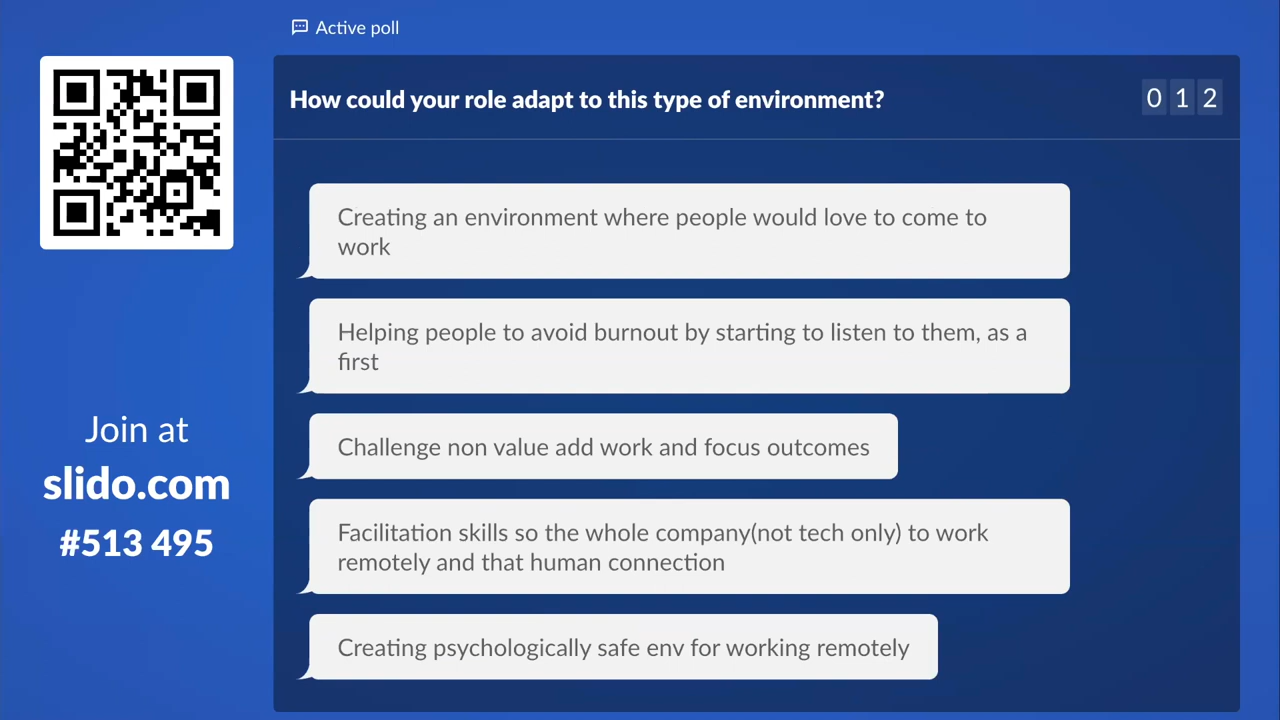 Active poll
How could your role adapt to this type of environment?
0 1 2
Creating an environment where people would love to come to
work
Helping people to avoid burnout by starting to listen to them, as a
first
Challenge non value add work and focus outcomes
Facilitation skills so the whole company(not tech only) to work
remotely and that human connection
Creating psychologically safe env for working remotely
Join at
slido.com
#513 495